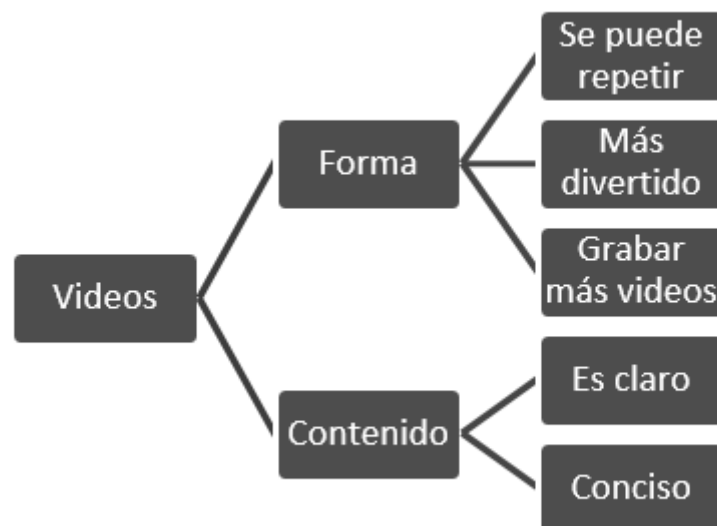 Videos
Forma
Se puede
repetir
Más
divertido
Grabar
más videos
Contenido
Es claro
Conciso